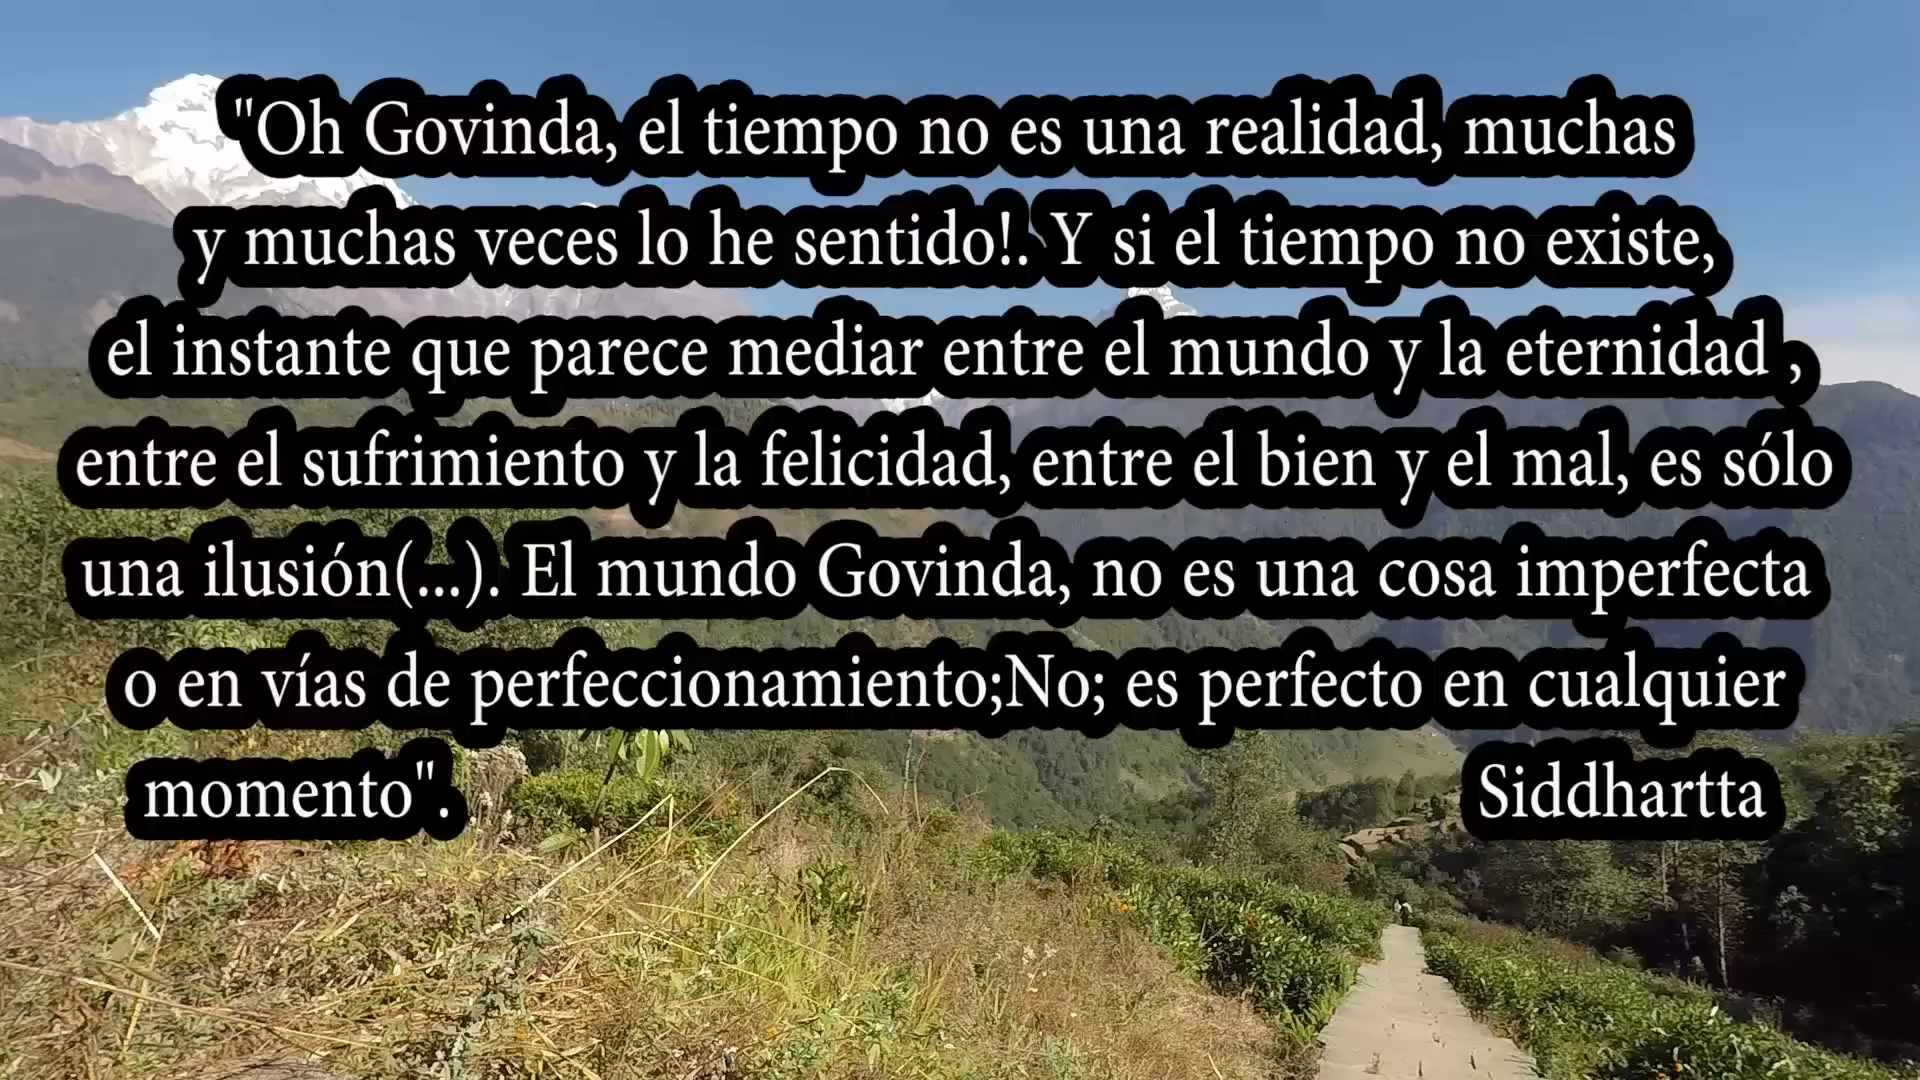 "Oh Govinda, el tiempo no es una realidad, muchas
y muchas veces lo he sentido!. Y si el tiempo no existe,
el instante que parece mediar entre el mundo y la eternidad ,
entre el sufrimiento y la felicidad, entre el bien y el mal, es sólo
una ilusión(...). El mundo Govinda, no es una cosa imperfecta
o en vías de perfeccionamiento;No; es perfecto en cualquier
momento".
Siddhartta